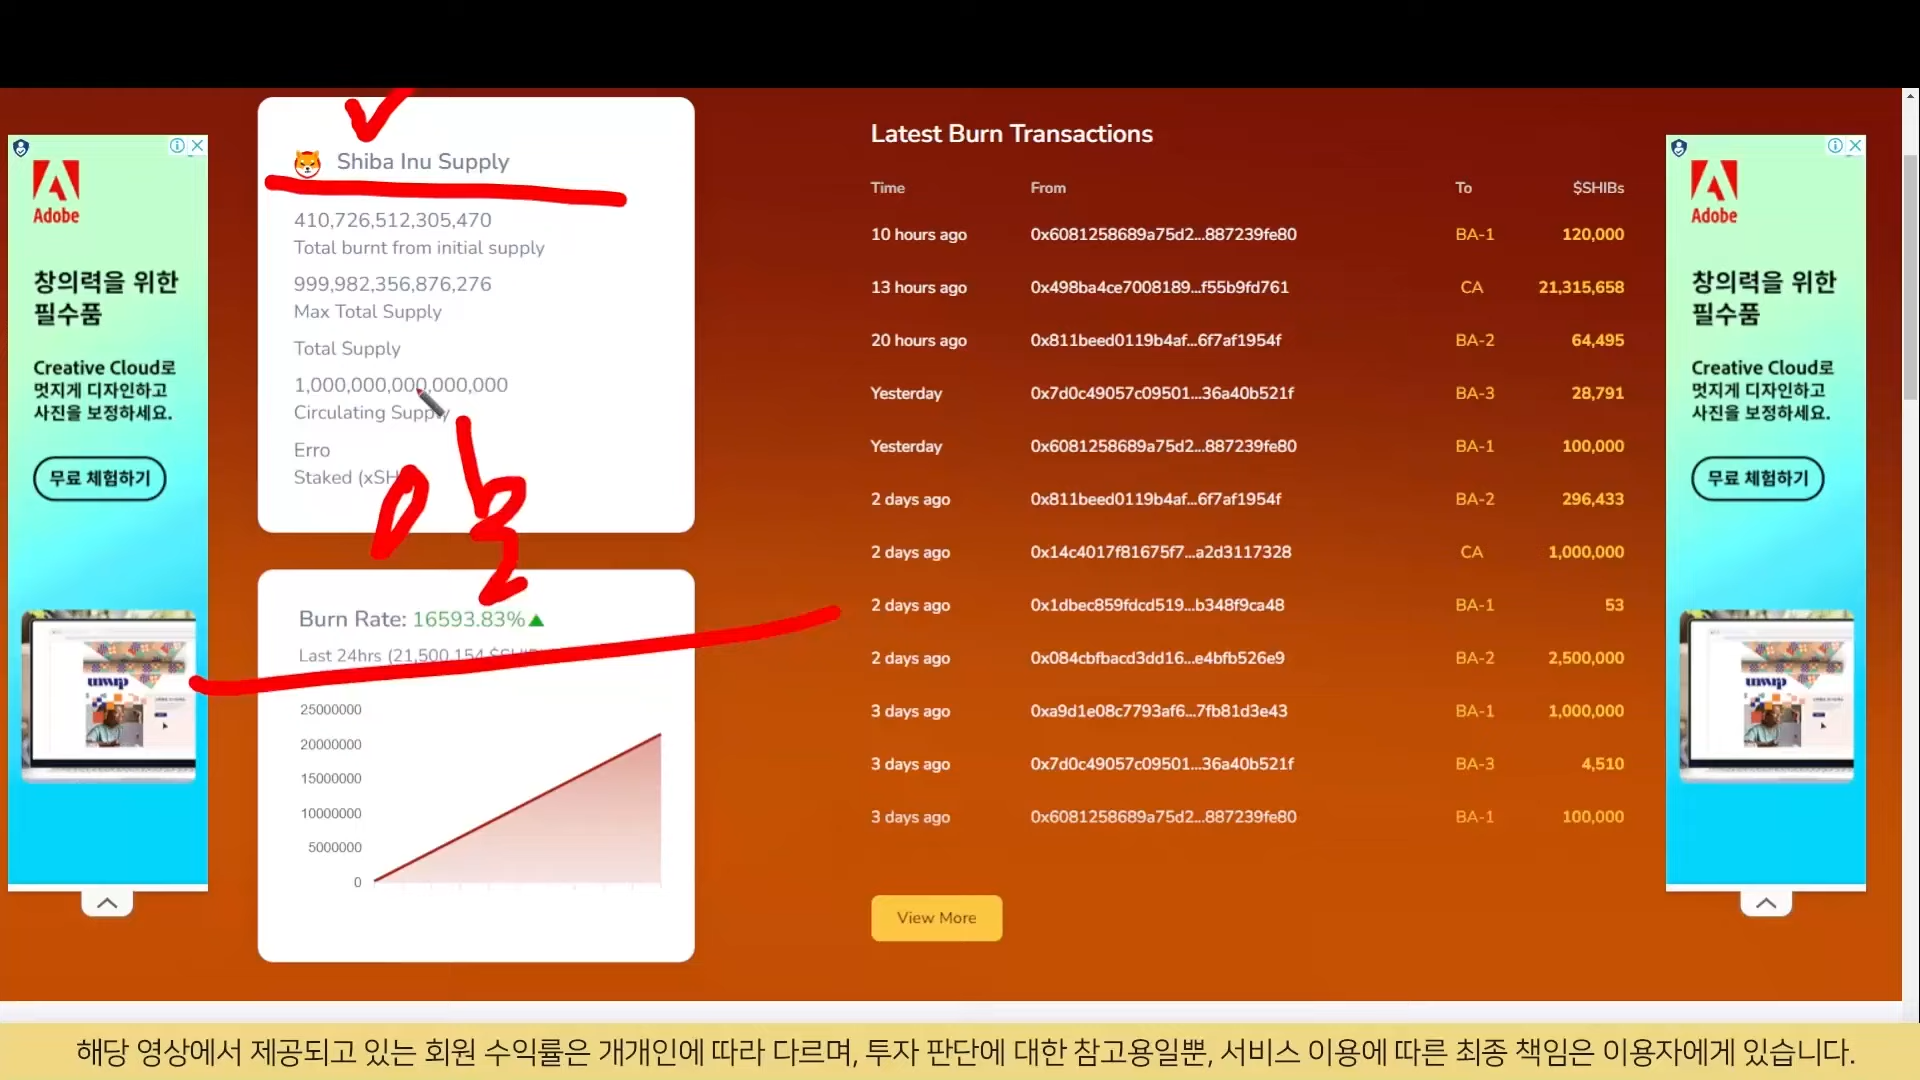 Adobe
창의력을 위한
필수품
Creative Cloud로
멋지게 디자인하고
사진을 보정하세요.
무료 체험하기
Shiba Inu Supply
410,726,512,305,470
Total burnt from initial supply
999,982,356,876,276
Max Total Supply
Total Supply
1,000,000,000,000,000
Circulating Supply
Erro
Staked (xSH
Burn Rate: 16593.83%▲
Last 24hrs (21,500,154 $SHIB
25000000
20000000
15000000
10000000
5000000
0
Latest Burn Transactions
Time From To $SHIBs
10 hours ago 0x6081258689a75d2...887239fe80 BA-1 120,000
13 hours ago 0x498ba4ce7008189...f55b9fd761 CA 21,315,658
20 hours ago 0x811beed0119b4af...6f7af1954f BA-2 64,495
Yesterday 0x7d0c49057c09501...36a40b521f BA-3 28,791
Yesterday 0x6081258689a75d2...887239fe80 BA-1 100,000
2 days ago 0x811beed0119b4af...6f7af1954f BA-2 296,433
2 days ago 0x14c4017f81675f7...a2d3117328 CA 1,000,000
2 days ago 0x1dbec859fdcd519...b348f9ca48 BA-1 53
2 days ago 0x084cbfbacd3dd16...e4bfb526e9 BA-2 2,500,000
3 days ago 0xa9d1e08c7793af6...7fb81d3e43 BA-1 1,000,000
3 days ago 0x7d0c49057c09501...36a40b521f BA-3 4,510
3 days ago 0x6081258689a75d2...887239fe80 BA-1 100,000
View More
Adobe
창의력을 위한
필수품
Creative Cloud로
멋지게 디자인하고
사진을 보정하세요.
무료 체험하기
해당 영상에서 제공되고 있는 회원 수익률은 개개인에 따라 다르며, 투자 판단에 대한 참고용일뿐, 서비스 이용에 따른 최종 책임은 이용자에게 있습니다.